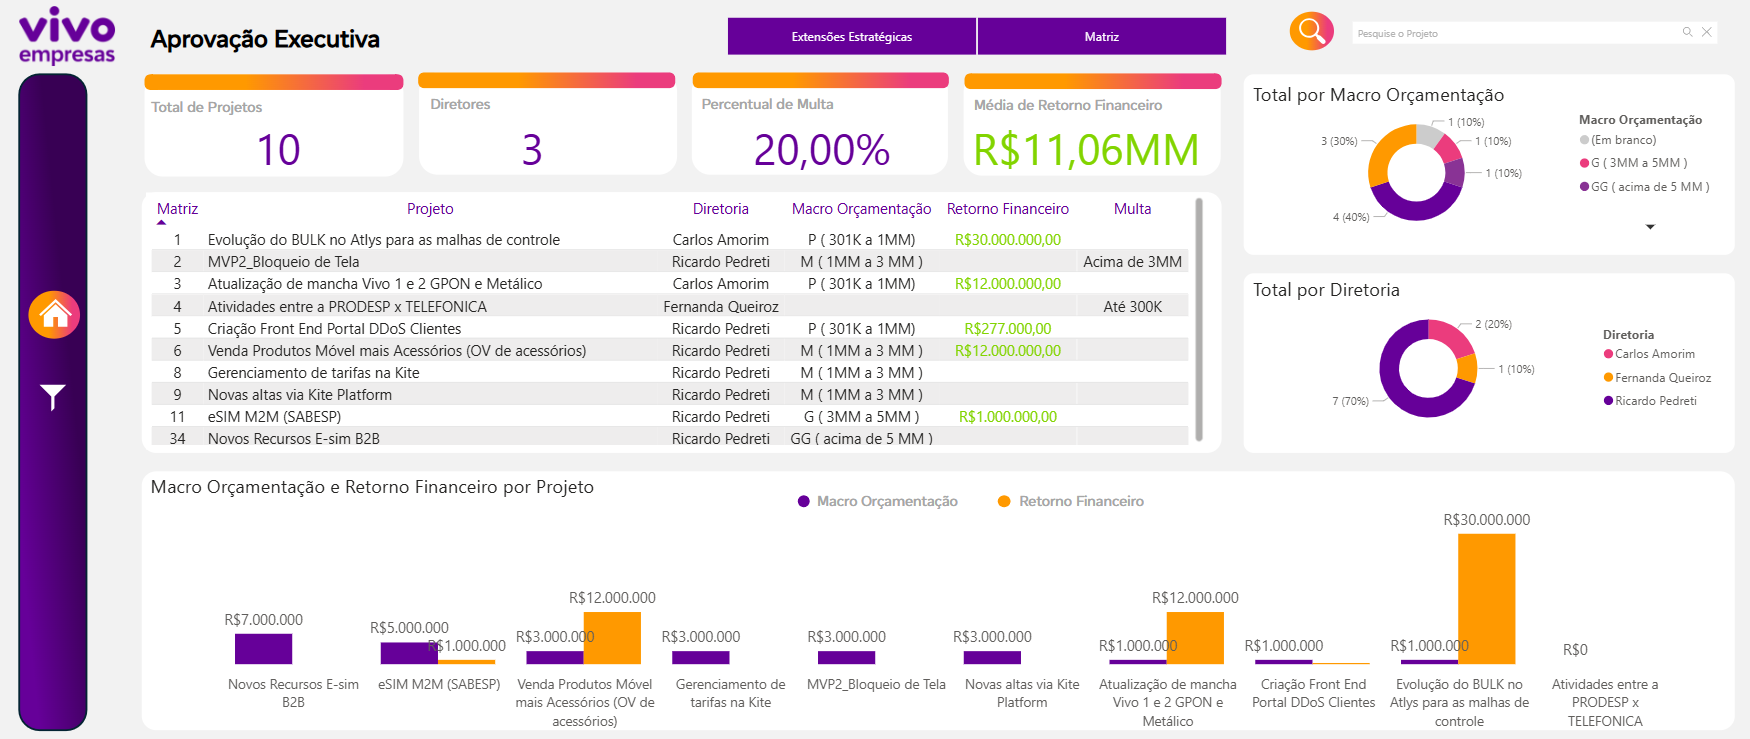 vivo
empresas
Aprovação Executiva
Extensões Estratégicas
Matriz
Pesquise o Projeto
Total de Projetos
10
Diretores
3
Percentual de Multa
20,00%
Média de Retorno Financeiro
R$11,06MM
Total por Macro Orçamentação
1 (10%)
1 (10%)
1 (10%)
4 (40%)
3 (30%)
Macro Orçamentação
(Em branco)
G ( 3MM a 5MM )
GG ( acima de 5 MM )
Matriz Projeto Diretoria Macro Orçamentação Retorno Financeiro Multa
1 Evolução do BULK no Atlys para as malhas de controle Carlos Amorim P ( 301K a 1MM) R$30.000.000,00
2 MVP2_Bloqueio de Tela Ricardo Pedreti M ( 1MM a 3 MM ) Acima de 3MM
3 Atualização de mancha Vivo 1 e 2 GPON e Metálico Carlos Amorim P ( 301K a 1MM) R$12.000.000,00
4 Atividades entre a PRODESP x TELEFONICA Fernanda Queiroz Até 300K
5 Criação Front End Portal DDoS Clientes Ricardo Pedreti P ( 301K a 1MM) R$277.000,00
6 Venda Produtos Móvel mais Acessórios (OV de acessórios) Ricardo Pedreti M ( 1MM a 3 MM ) R$12.000.000,00
8 Gerenciamento de tarifas na Kite Ricardo Pedreti M ( 1MM a 3 MM )
9 Novas altas via Kite Platform Ricardo Pedreti M ( 1MM a 3 MM )
11 eSIM M2M (SABESP) Ricardo Pedreti G ( 3MM a 5MM ) R$1.000.000,00
34 Novos Recursos E-sim B2B Ricardo Pedreti GG ( acima de 5 MM )
Total por Diretoria
2 (20%)
1 (10%)
7 (70%)
Diretoria
Carlos Amorim
Fernanda Queiroz
Ricardo Pedreti
Macro Orçamentação e Retorno Financeiro por Projeto
Macro Orçamentação
Retorno Financeiro
R$7.000.000
R$5.000.000
R$1.000.000
R$3.000.000
R$12.000.000
R$3.000.000
R$3.000.000
R$3.000.000
R$1.000.000
R$12.000.000
R$1.000.000
R$1.000.000
R$30.000.000
R$0
Novos Recursos E-sim
B2B
eSIM M2M (SABESP)
Venda Produtos Móvel
mais Acessórios (OV de
acessórios)
Gerenciamento de
tarifas na Kite
MVP2_Bloqueio de Tela
Novas altas via Kite
Platform
Atualização de mancha
Vivo 1 e 2 GPON e
Metálico
Criação Front End
Portal DDoS Clientes
Evolução do BULK no
Atlys para as malhas de
controle
Atividades entre a
PRODESP x
TELEFONICA